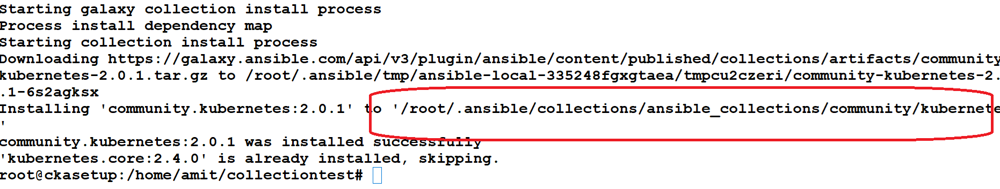 Starting galaxy collection install process
Process install dependency map
Starting collection install process
Downloading https://galaxy.ansible.com/api/v3/plugin/ansible/content/published/collections/artifacts/community
kubernetes-2.0.1.tar.gz to /root/.ansible/tmp/ansible-local-335248fgxgtaea/tmpcu2czeri/community-kubernetes-2.
.1-6s2agksx
Installing 'community.kubernetes:2.0.1' to '/root/.ansible/collections/ansible_collections/community/kubernete
'
community.kubernetes:2.0.1 was installed successfully
'kubernetes.core:2.4.0' is already installed, skipping.
root@ckasetup:/home/amit/collectiontest#